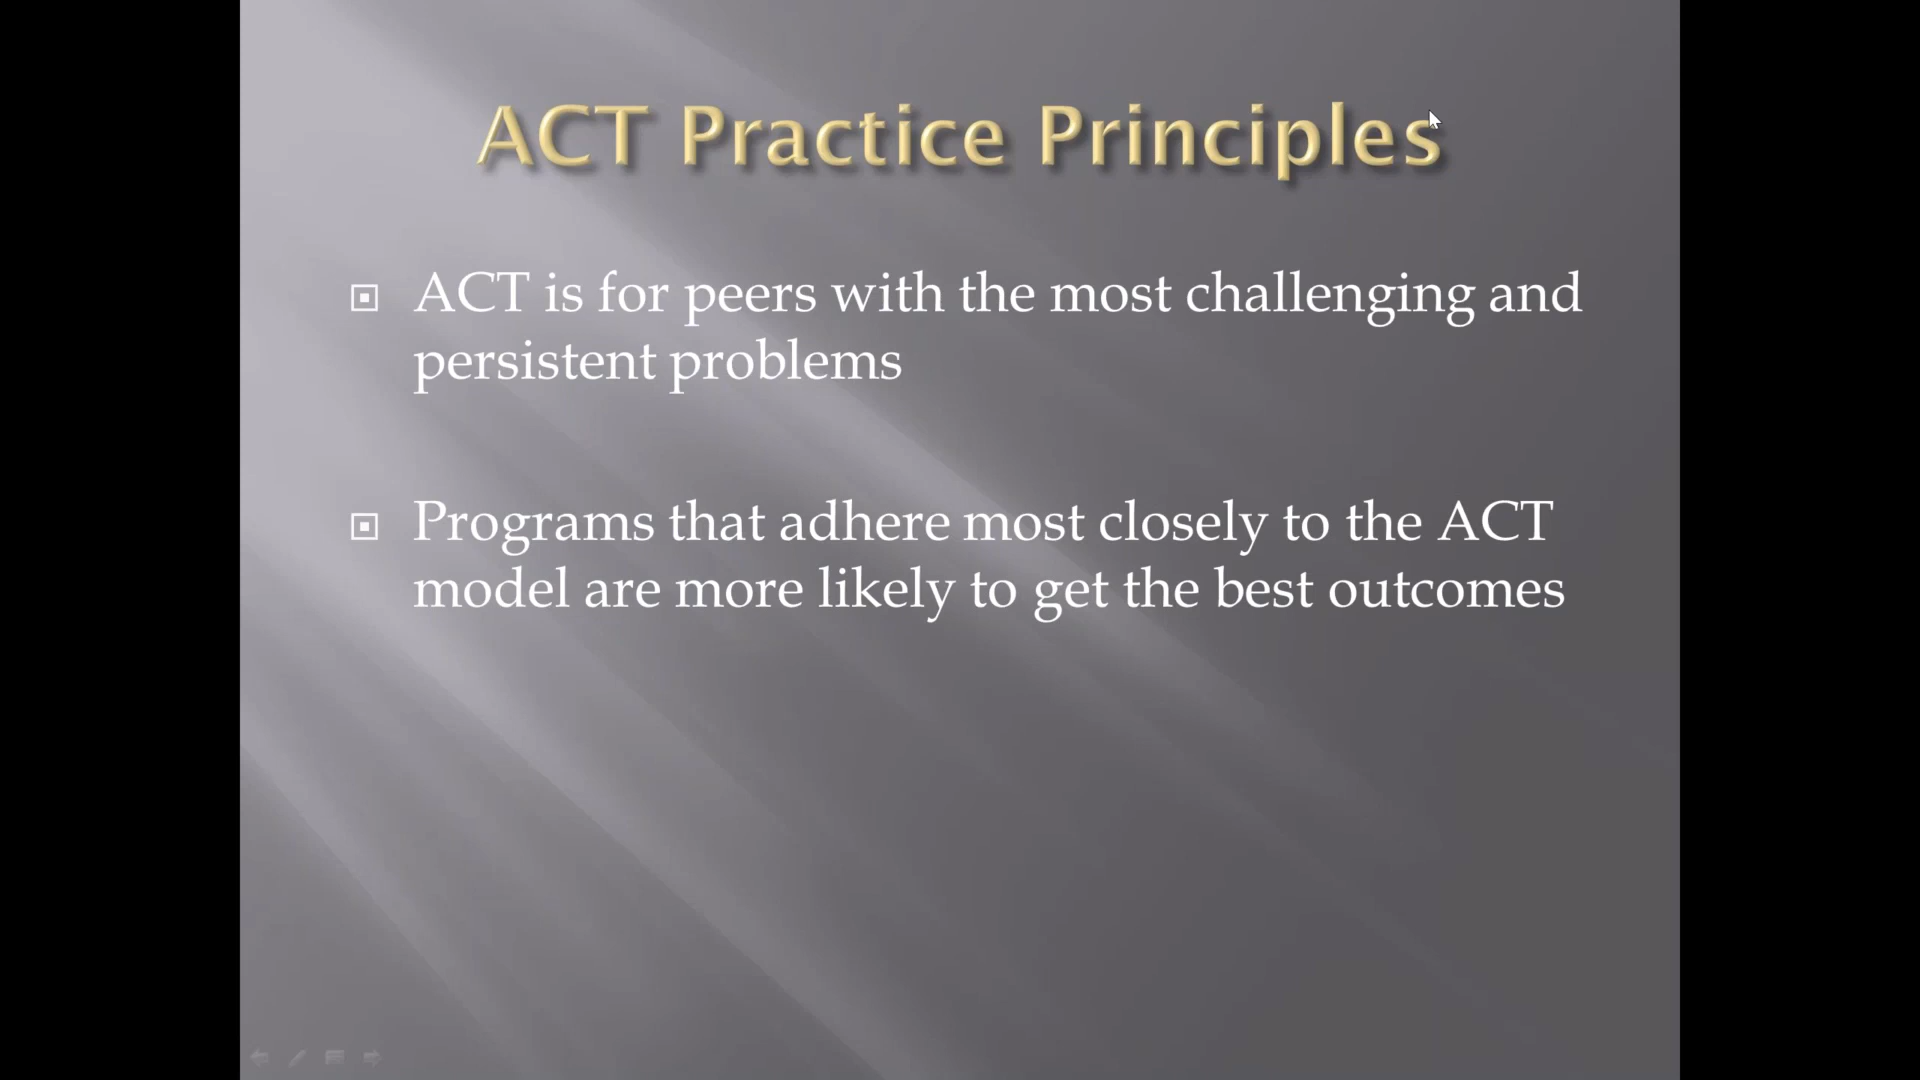 ACT Practice Principles
ACT is for peers with the most challenging and
persistent problems
Programs that adhere most closely to the ACT
model are more likely to get the best outcomes